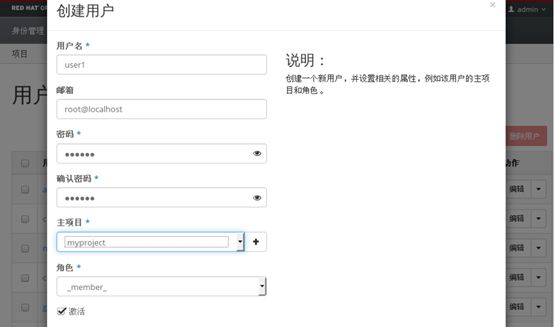 RED HAT O
admin
身份管理
项目
用户
创建用户
×
用户名 *
user1
邮箱
root@localhost
密码 *
••••••
确认密码 *
••••••
主项目 *
myproject
+
角色 *
_member_
激活
说明：
创建一个新用户，并设置相关的属性，例如该用户的主项
目和角色 。
删除用户
动作
编辑
编辑
编辑
编辑
编辑